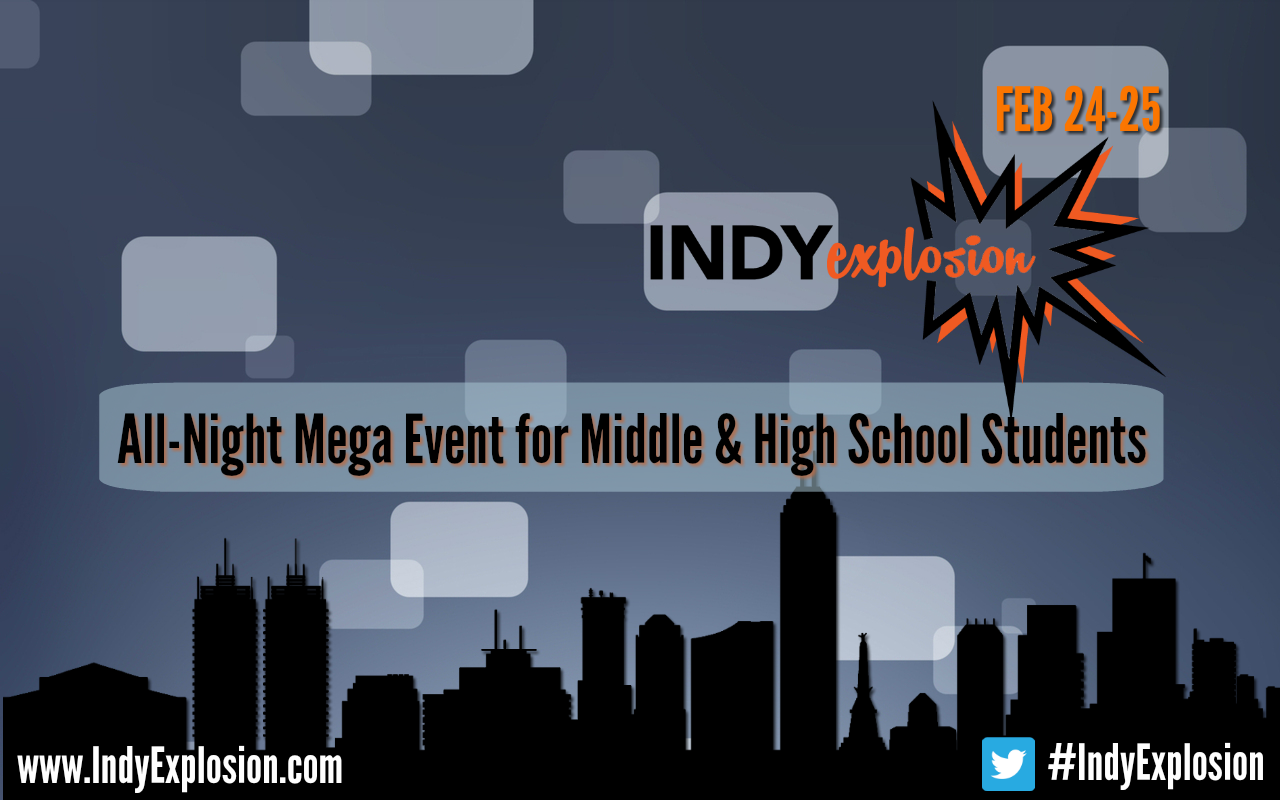 FEB 24-25
INDYexplosion
All-Night Mega Event for Middle & High School Students
www.IndyExplosion.com
#IndyExplosion